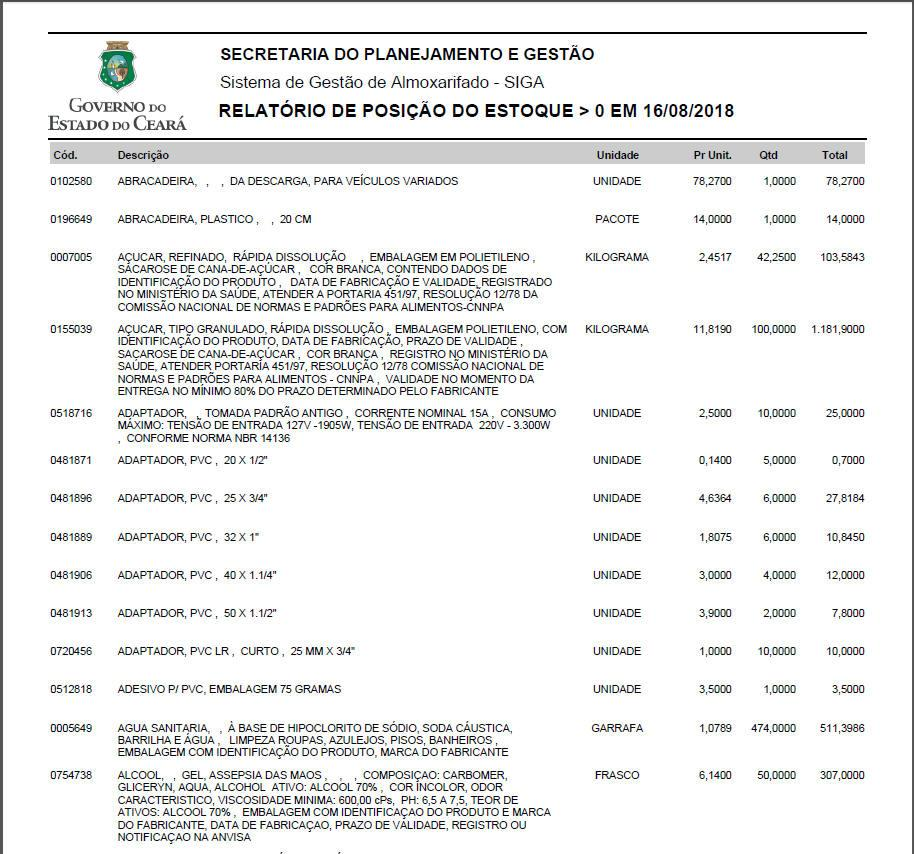 GOVERNO DO
ESTADO DO CEARÁ
SECRETARIA DO PLANEJAMENTO E GESTÃO
Sistema de Gestão de Almoxarifado - SIGA
RELATÓRIO DE POSIÇÃO DO ESTOQUE > 0 EM 16/08/2018
Cód. Descrição Unidade Pr Unit. Qtd Total
0102580 ABRACADEIRA, , , DA DESCARGA, PARA VEÍCULOS VARIADOS UNIDADE 78,2700 1,0000 78,2700
0196649 ABRACADEIRA, PLASTICO , , 20 CM PACOTE 14,0000 1,0000 14,0000
0007005 AÇUCAR, REFINADO, RÁPIDA DISSOLUÇÃO , EMBALAGEM EM POLIETILENO , KILOGRAMA 2,4517 42,2500 103,5843
SACAROSE DE CANA-DE-AÇÚCAR , COR BRANCA, CONTENDO DADOS DE
IDENTIFICAÇÃO DO PRODUTO , DATA DE FABRICAÇÃO E VALIDADE, REGISTRADO
NO MINISTÉRIO DA SAÚDE, ATENDER A PORTARIA 451/97, RESOLUÇÃO 12/78 DA
COMISSÃO NACIONAL DE NORMAS E PADRÕES PARA ALIMENTOS-CNNPA
0155039 AÇUCAR, TIPO GRANULADO, RÁPIDA DISSOLUÇÃO , EMBALAGEM POLIETILENO, COM KILOGRAMA 11,8190 100,0000 1.181,9000
IDENTIFICAÇÃO DO PRODUTO, DATA DE FABRICAÇÃO, PRAZO DE VALIDADE ,
SACAROSE DE CANA-DE-AÇÚCAR , COR BRANCA , REGISTRO NO MINISTÉRIO DA
SAÚDE, ATENDER PORTARIA 451/97, RESOLUÇÃO 12/78 COMISSÃO NACIONAL DE
NORMAS E PADRÕES PARA ALIMENTOS - CNNPA , VALIDADE NO MOMENTO DA
ENTREGA NO MÍNIMO 80% DO PRAZO DETERMINADO PELO FABRICANTE
0518716 ADAPTADOR, , TOMADA PADRÃO ANTIGO , CORRENTE NOMINAL 15A , CONSUMO UNIDADE 2,5000 10,0000 25,0000
MÁXIMO: TENSÃO DE ENTRADA 127V -1905W, TENSÃO DE ENTRADA 220V - 3.300W
, CONFORME NORMA NBR 14136
0481871 ADAPTADOR, PVC , 20 X 1/2" UNIDADE 0,1400 5,0000 0,7000
0481896 ADAPTADOR, PVC , 25 X 3/4" UNIDADE 4,6364 6,0000 27,8184
0481889 ADAPTADOR, PVC , 32 X 1" UNIDADE 1,8075 6,0000 10,8450
0481906 ADAPTADOR, PVC , 40 X 1.1/4" UNIDADE 3,0000 4,0000 12,0000
0481913 ADAPTADOR, PVC , 50 X 1.1/2" UNIDADE 3,9000 2,0000 7,8000
0720456 ADAPTADOR, PVC LR , CURTO , 25 MM X 3/4" UNIDADE 1,0000 10,0000 10,0000
0512818 ADESIVO P/ PVC, EMBALAGEM 75 GRAMAS UNIDADE 3,5000 1,0000 3,5000
0005649 AGUA SANITARIA, , À BASE DE HIPOCLORITO DE SÓDIO, SODA CÁUSTICA, GARRAFA 1,0789 474,0000 511,3986
BARRILHA E ÁGUA , LIMPEZA ROUPAS, AZULEJOS, PISOS, BANHEIROS ,
EMBALAGEM COM IDENTIFICAÇÃO DO PRODUTO, MARCA DO FABRICANTE
0754738 ALCOOL, , GEL, ASSEPSIA DAS MAOS , , , COMPOSIÇAO: CARBOMER, FRASCO 6,1400 50,0000 307,0000
GLICERYN, AQUA, ALCOHOL ATIVO: ALCOOL 70% , COR INCOLOR, ODOR
CARACTERISTICO, VISCOSIDADE MINIMA: 600,00 cPs, PH: 6,5 A 7,5, TEOR DE
ATIVOS: ALCOOL 70% , EMBALAGEM COM IDENTIFICAÇAO DO PRODUTO E MARCA
DO FABRICANTE, DATA DE FABRICAÇAO, PRAZO DE VALIDADE, REGISTRO OU
NOTIFICAÇAO NA ANVISA